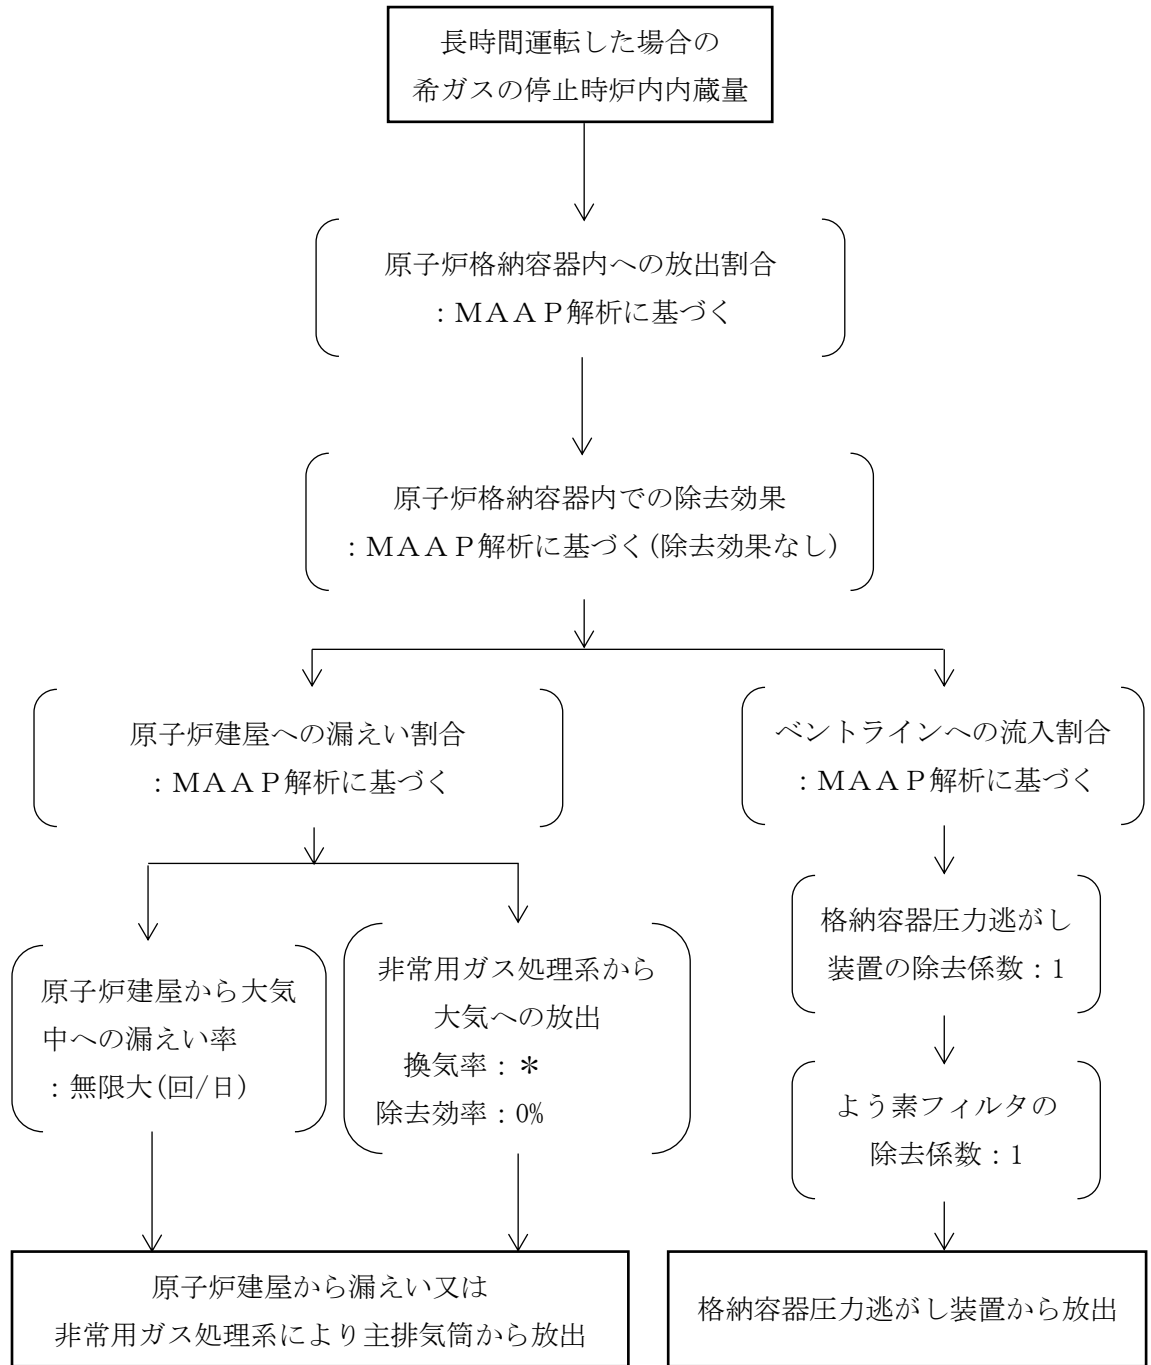 長時間運転した場合の
希ガスの停止時炉内内蔵量
原子炉格納容器内への放出割合
：ＭＡＡＰ解析に基づく
原子炉格納容器内での除去効果
：ＭＡＡＰ解析に基づく(除去効果なし)
原子炉建屋への漏えい割合
：ＭＡＡＰ解析に基づく
原子炉建屋から大気
中への漏えい率
：無限大(回/日)
非常用ガス処理系から
大気への放出
換気率：＊
除去効率：0%
原子炉建屋から漏えい又は
非常用ガス処理系により主排気筒から放出
ベントラインへの流入割合
：ＭＡＡＰ解析に基づく
格納容器圧力逃がし
装置の除去係数：1
よう素フィルタの
除去係数：1
格納容器圧力逃がし装置から放出